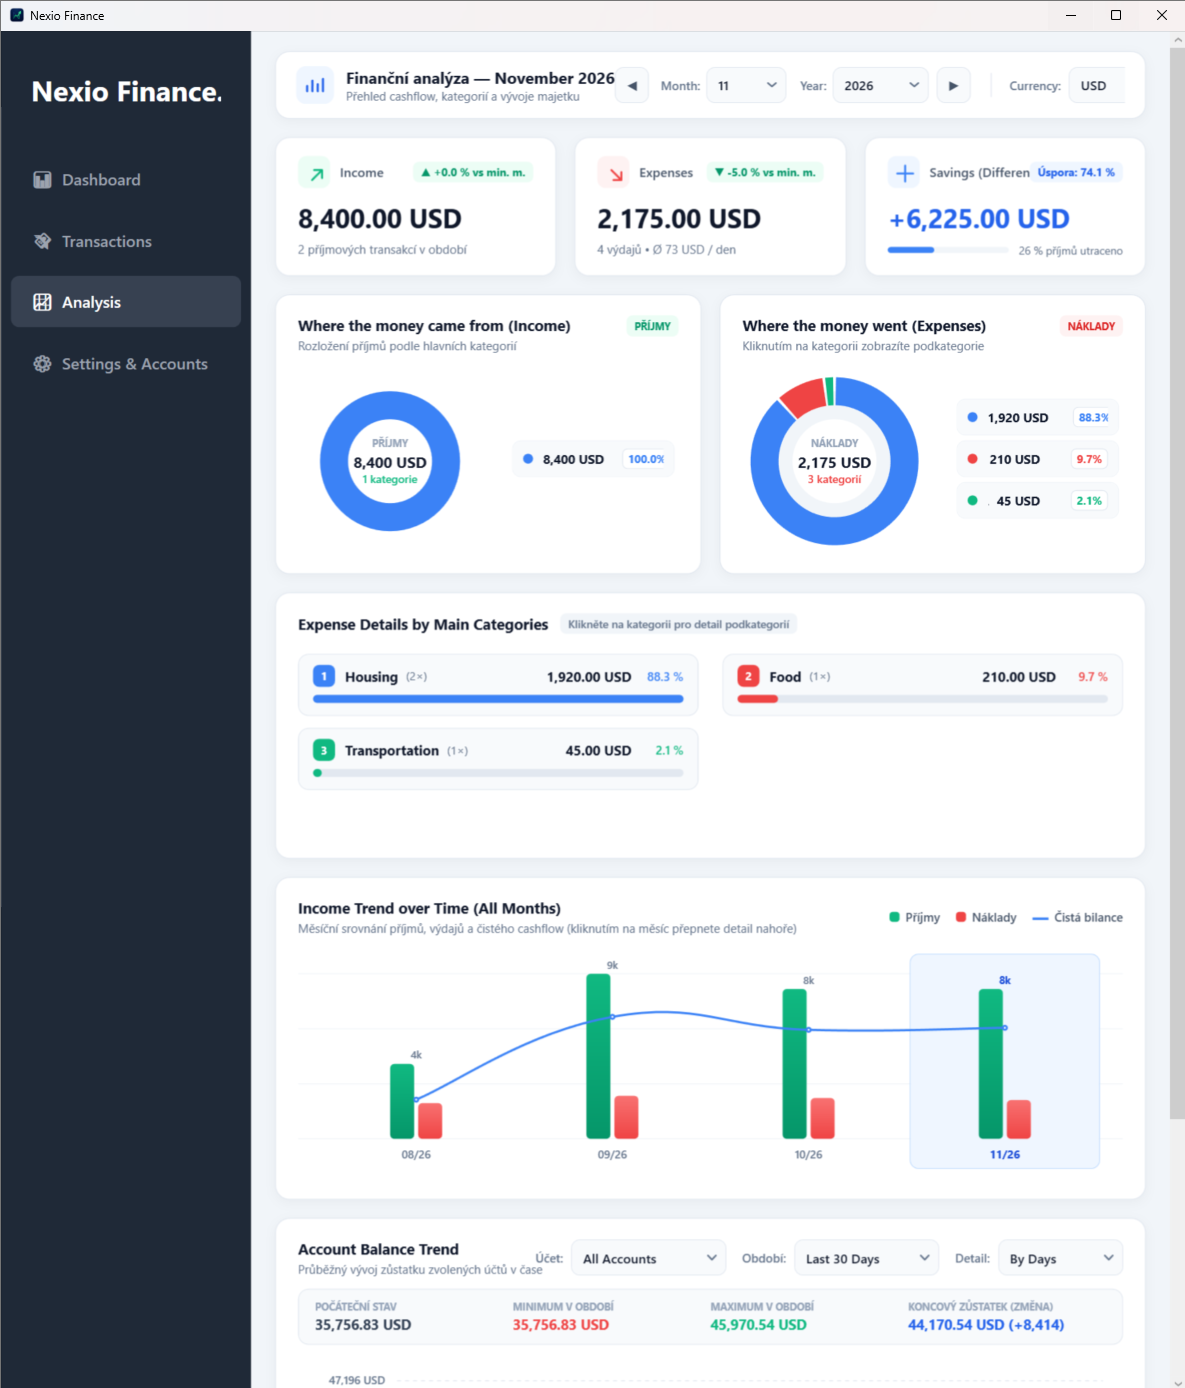 Nexio Finance
Nexio Finance.
Dashboard
Transactions
Analysis
Settings & Accounts
Finanční analýza — November 2026
Přehled cashflow, kategorií a vývoje majetku
◀ Month: 11 Year: 2026 ▶ Currency: USD
Income ▲ +0.0 % vs min. m.
8,400.00 USD
2 příjmových transakcí v období
Expenses ▼ -5.0 % vs min. m.
2,175.00 USD
4 výdajů • Ø 73 USD / den
Savings (Differen Úspora: 74.1 %
+6,225.00 USD
26 % příjmů utraceno
Where the money came from (Income) PŘÍJMY
Rozložení příjmů podle hlavních kategorií
PŘÍJMY
8,400 USD
1 kategorie
8,400 USD 100.0%
Where the money went (Expenses) NÁKLADY
Kliknutím na kategorii zobrazíte podkategorie
NÁKLADY
2,175 USD
3 kategorií
1,920 USD 88.3%
210 USD 9.7%
45 USD 2.1%
Expense Details by Main Categories Klikněte na kategorii pro detail podkategorií
1 Housing (2×) 1,920.00 USD 88.3 %
2 Food (1×) 210.00 USD 9.7 %
3 Transportation (1×) 45.00 USD 2.1 %
Income Trend over Time (All Months)
Měsíční srovnání příjmů, výdajů a čistého cashflow (kliknutím na měsíc přepnete detail nahoře)
Příjmy Náklady Čistá bilance
4k 9k 8k 8k
08/26 09/26 10/26 11/26
Account Balance Trend
Průběžný vývoj zůstatku zvolených účtů v čase
Účet: All Accounts Období: Last 30 Days Detail: By Days
POČÁTEČNÍ STAV
35,756.83 USD
MINIMUM V OBDOBÍ
35,756.83 USD
MAXIMUM V OBDOBÍ
45,970.54 USD
KONCOVÝ ZŮSTATEK (ZMĚNA)
44,170.54 USD (+8,414)
47,196 USD